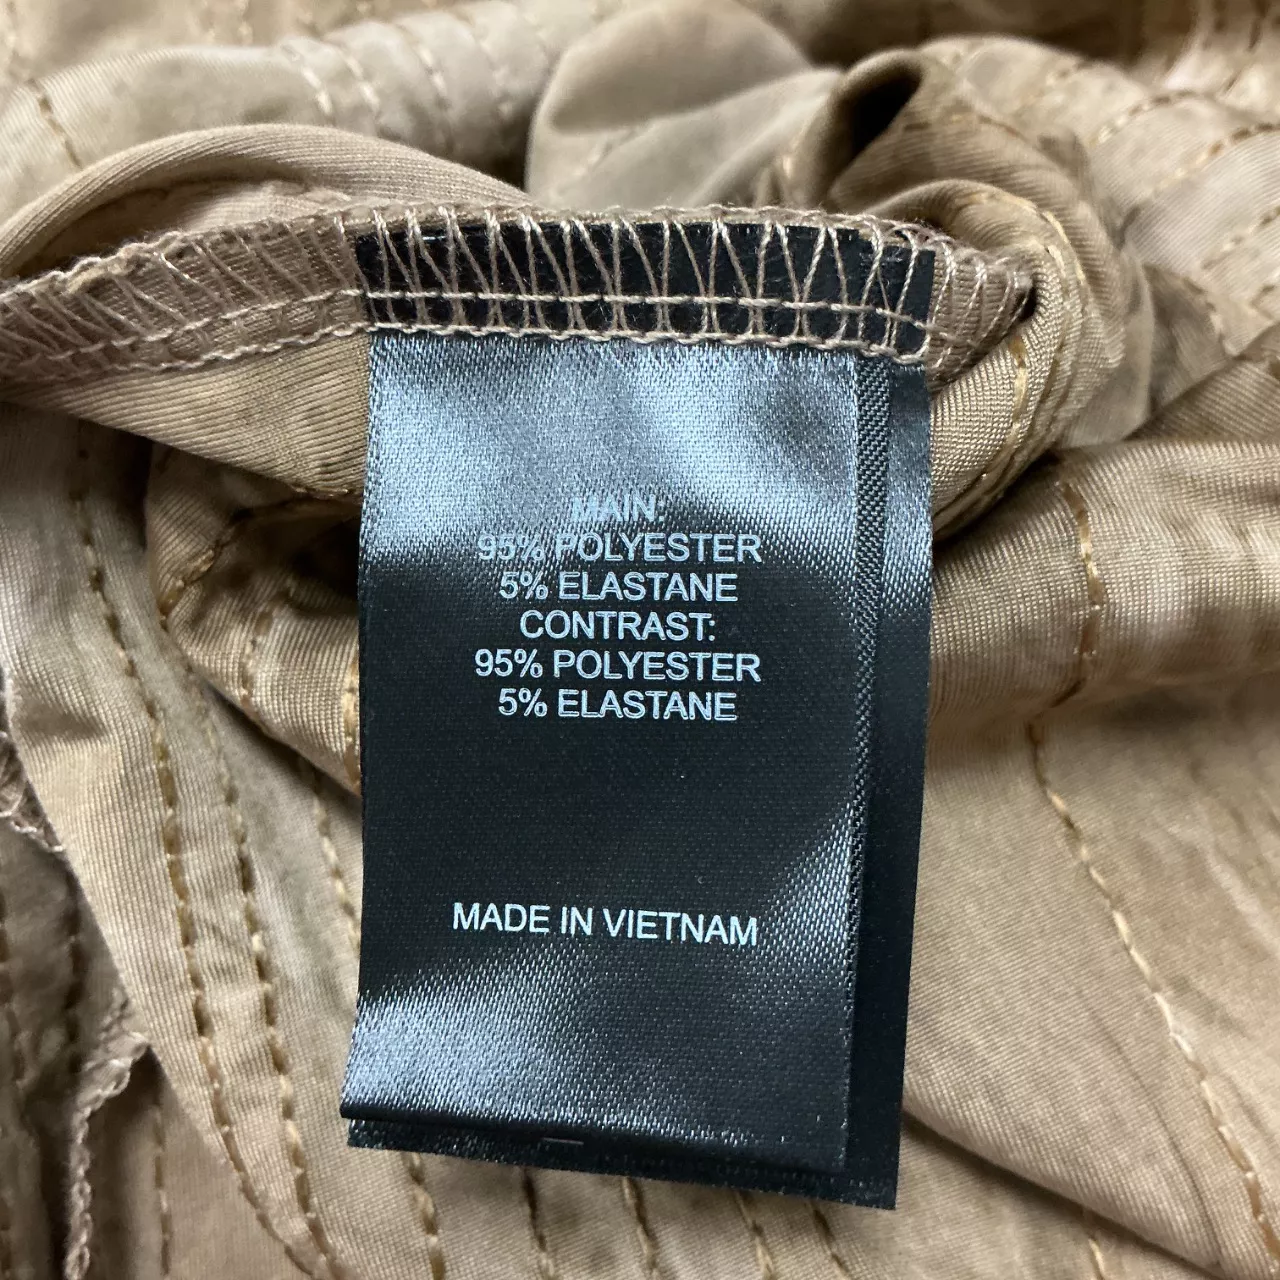 MAIN:
95% POLYESTER
5% ELASTANE
CONTRAST:
95% POLYESTER
5% ELASTANE
MADE IN VIETNAM